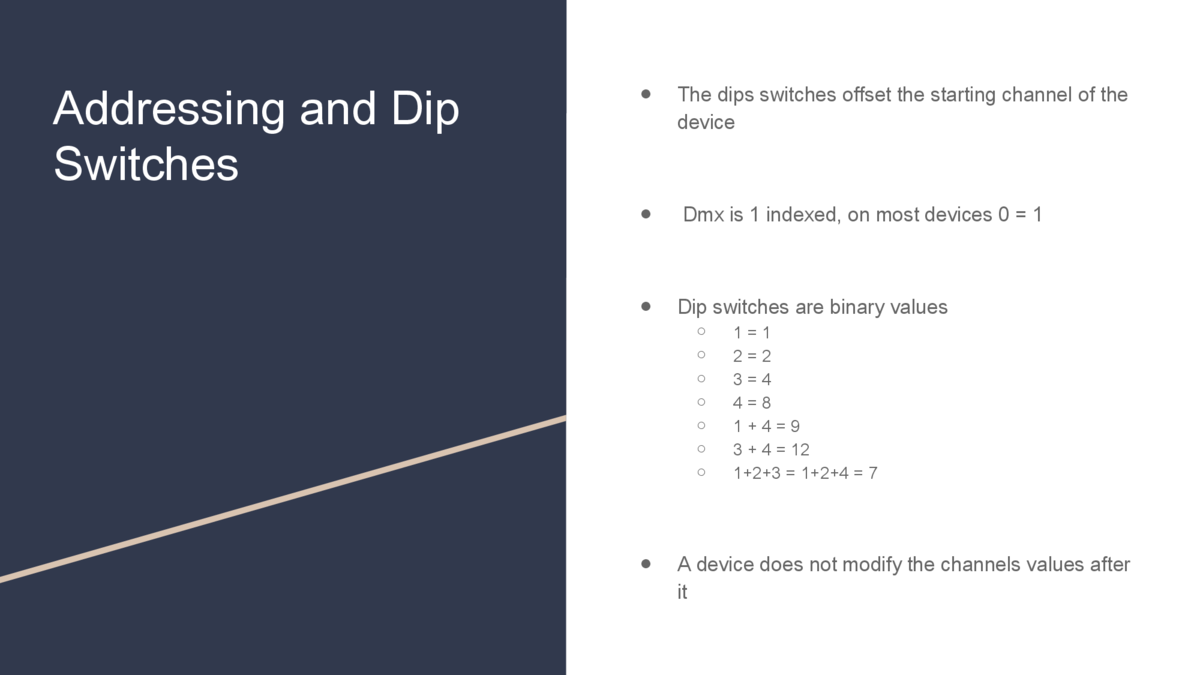 Addressing and Dip
Switches
● The dips switches offset the starting channel of the
device
● Dmx is 1 indexed, on most devices 0 = 1
● Dip switches are binary values
○ 1 = 1
○ 2 = 2
○ 3 = 4
○ 4 = 8
○ 1 + 4 = 9
○ 3 + 4 = 12
○ 1+2+3 = 1+2+4 = 7
● A device does not modify the channels values after
it